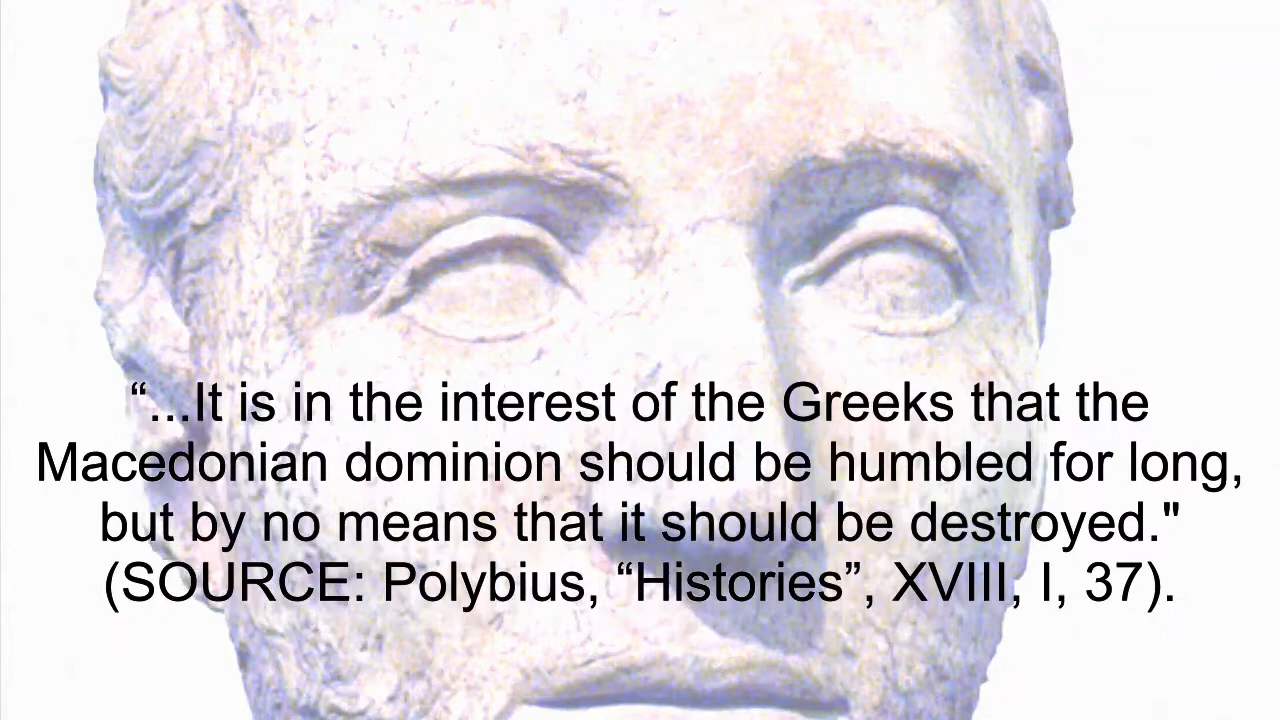 “...It is in the interest of the Greeks that the
Macedonian dominion should be humbled for long,
but by no means that it should be destroyed."
(SOURCE: Polybius, “Histories”, XVIII, I, 37).